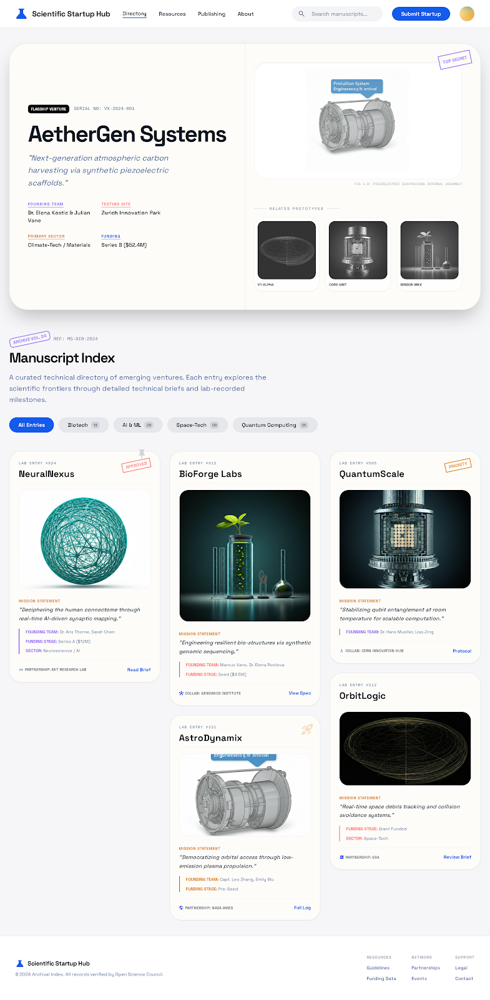 Scientific Startup Hub
Directory
Resources
Publishing
About
Search manuscripts...
Submit Startup
FLAGSHIP VENTURE
SERIAL NO: VX-2024-001
AetherGen Systems
"Next-generation atmospheric carbon
harvesting via synthetic piezoelectric
scaffolds."
FOUNDING TEAM
Dr. Elena Kostic & Julian
Vane
TESTING SITE
Zurich Innovation Park
PRIMARY SECTOR
Climate-Tech / Materials
FUNDING
Series B ($52.4M)
TOP SECRET
Proluition System
FIG 1.0: PIEZOELECTRIC SCAFFOLDING INTERNAL ASSEMBLY
RELATED PROTOTYPES
V1-ALPHA
CORE-UNIT
SENSOR-MKII
ARCHIVE VOL. 24
REF: MS-DIR-2024
Manuscript Index
A curated technical directory of emerging ventures. Each entry explores the
scientific frontiers through detailed technical briefs and lab-recorded
milestones.
All Entries
Biotech 14
AI & ML 28
Space-Tech 09
Quantum Computing 05
LAB ENTRY #824
NeuralNexus
APPROVED
MISSION STATEMENT
"Deciphering the human connectome through
real-time AI-driven synaptic mapping."
FOUNDING TEAM: Dr. Aris Thorne, Sarah Chen
FUNDING STAGE: Series A ($12M)
SECTOR: Neuroscience / AI
PARTNERSHIP: MIT RESEARCH LAB
Read Brief
LAB ENTRY #912
BioForge Labs
MISSION STATEMENT
"Engineering resilient bio-structures via synthetic
genomic sequencing."
FOUNDING TEAM: Marcus Vane, Dr. Elena Rostova
FUNDING STAGE: Seed ($4.5M)
COLLAB: GENOMICS INSTITUTE
View Spec
LAB ENTRY #331
AstroDynamix
MISSION STATEMENT
"Democratizing orbital access through low-
emission plasma propulsion."
FOUNDING TEAM: Capt. Leo Zhang, Emily Wu
FUNDING STAGE: Pre-Seed
PARTNERSHIP: NASA AMES
Full Log
LAB ENTRY #505
QuantumScale
PRIORITY
MISSION STATEMENT
"Stabilizing qubit entanglement at room
temperature for scalable computation."
FOUNDING TEAM: Dr. Hans Mueller, Lisa Jing
COLLAB: CERN INNOVATION HUB
Protocol
LAB ENTRY #212
OrbitLogic
MISSION STATEMENT
"Real-time space debris tracking and collision
avoidance systems."
FUNDING STAGE: Grant Funded
SECTOR: Space-Tech
PARTNERSHIP: ESA
Review Brief
Scientific Startup Hub
© 2024 Archival Index. All records verified by Open Science Council.
RESOURCES
Guidelines
Funding Data
NETWORK
Partnerships
Events
SUPPORT
Legal
Contact